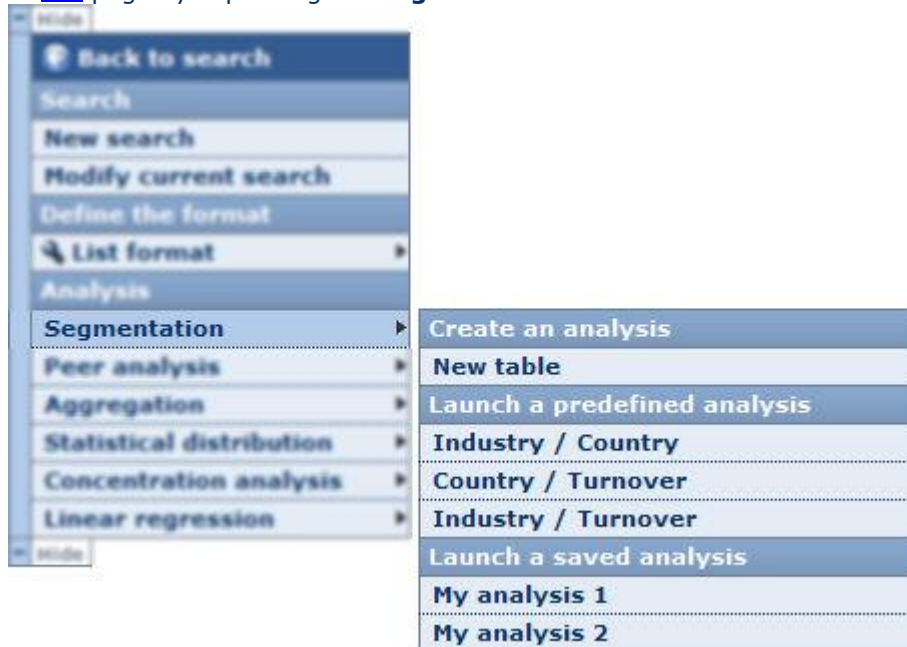 Hide
Back to search
Search
New search
Modify current search
Define the format
List format
Analysis
Segmentation
Peer analysis
Aggregation
Statistical distribution
Concentration analysis
Linear regression
Hide
Create an analysis
New table
Launch a predefined analysis
Industry / Country
Country / Turnover
Industry / Turnover
Launch a saved analysis
My analysis 1
My analysis 2